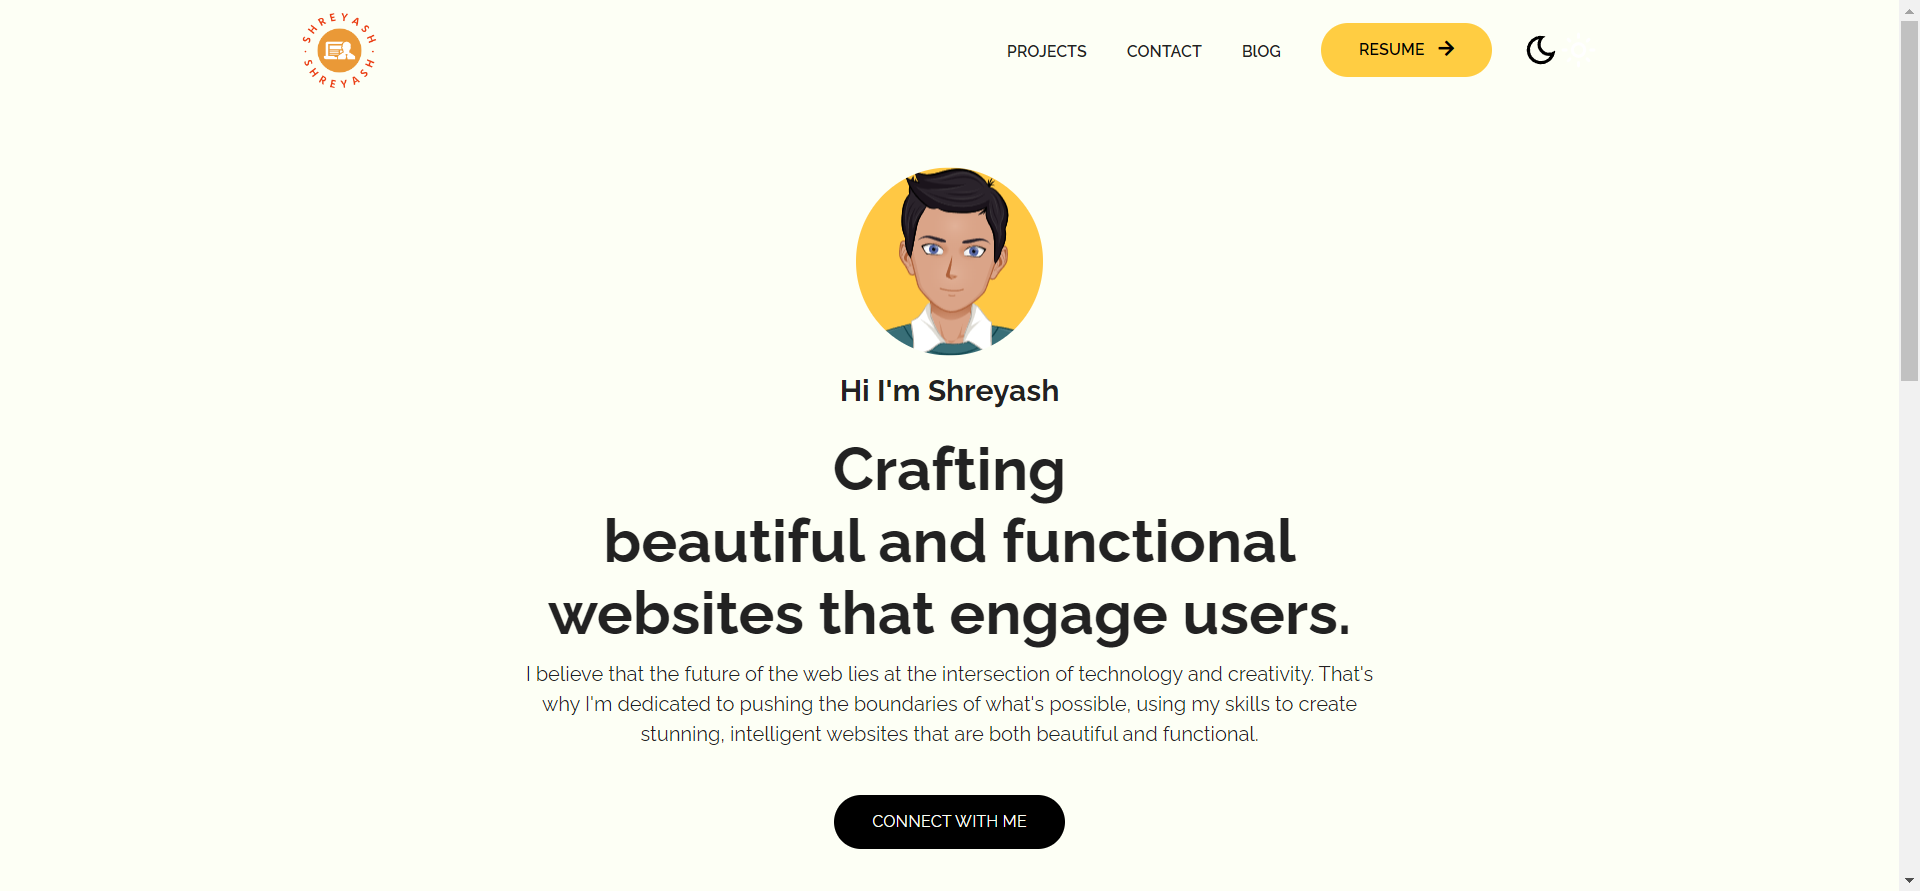 SHREYASH · SHREYASH ·
PROJECTS
CONTACT
BlOG
RESUME
Hi I'm Shreyash
Crafting
beautiful and functional
websites that engage users.
I believe that the future of the web lies at the intersection of technology and creativity. That's
why I'm dedicated to pushing the boundaries of what's possible, using my skills to create
stunning, intelligent websites that are both beautiful and functional.
CONNECT WITH ME